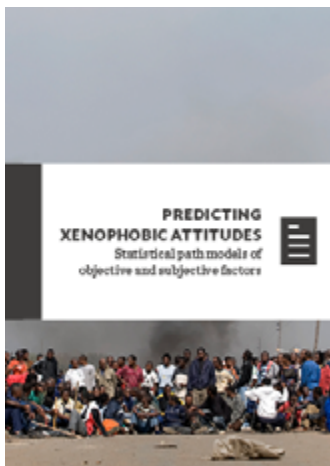 PREDICTING
XENOPHOBIC ATTITUDES
Statistical path models of
objective and subjective factors